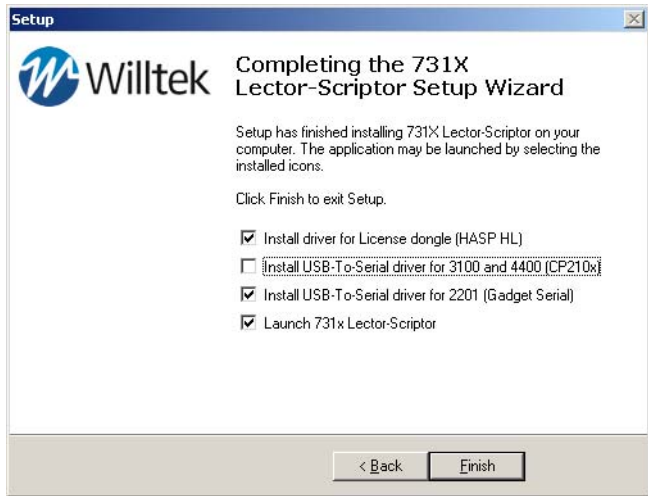 Setup
Willtek
Completing the 731X
Lector-Scriptor Setup Wizard
Setup has finished installing 731X Lector-Scriptor on your
computer. The application may be launched by selecting the
installed icons.
Click Finish to exit Setup.
Install driver for License dongle (HASP HL)
Install USB-To-Serial driver for 3100 and 4400 (CP210x)
Install USB-To-Serial driver for 2201 (Gadget Serial)
Launch 731x Lector-Scriptor
< Back
Finish